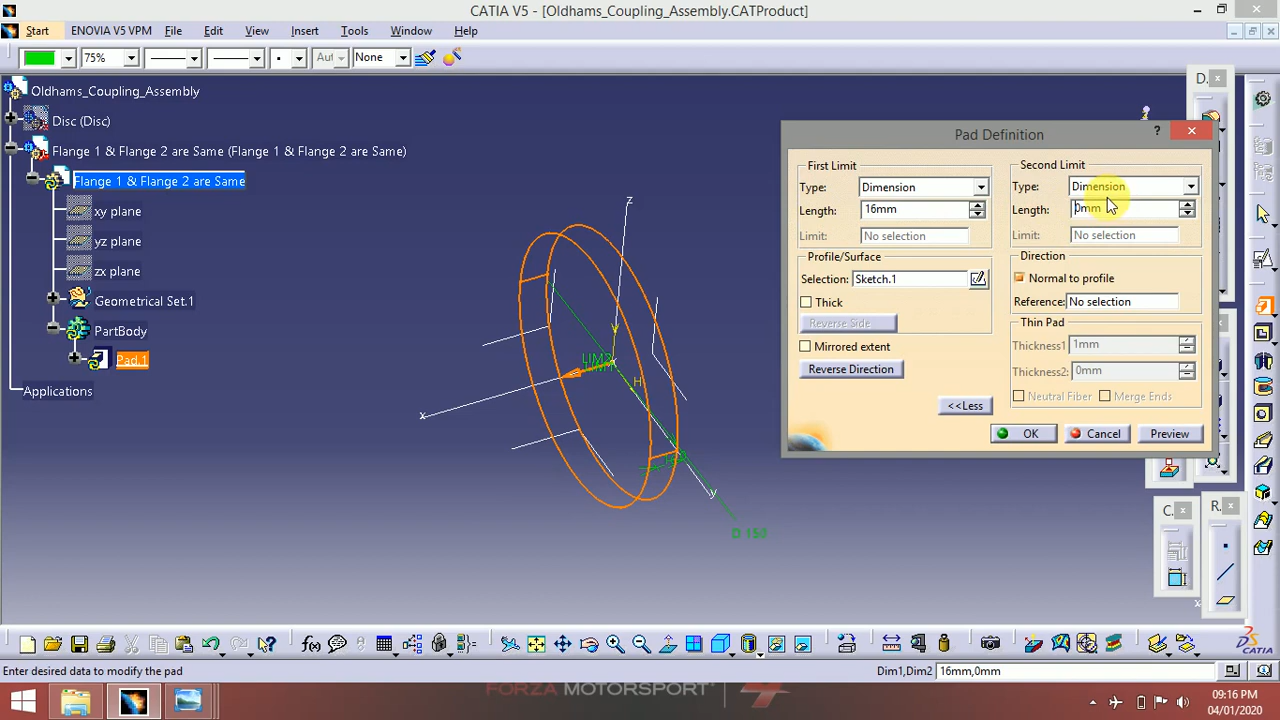 CATIA V5 - [Oldhams_Coupling_Assembly.CATProduct]
Start ENOVIA V5 VPM File Edit View Insert Tools Window Help
75% Aut None
Oldhams_Coupling_Assembly
Disc (Disc)
Flange 1 & Flange 2 are Same (Flange 1 & Flange 2 are Same)
Flange 1 & Flange 2 are Same
xy plane
yz plane
zx plane
Geometrical Set.1
PartBody
Pad.1
Applications
z
y
LIM2
H
x
y
D 153
D.
Pad Definition
?
First Limit
Type: Dimension
Length: 16mm
Limit: No selection
Profile/Surface
Selection: Sketch.1
Thick
Reverse Side
Mirrored extent
Reverse Direction
<<Less
Second Limit
Type: Dimension
Length: 0mm
Limit: No selection
Direction
Normal to profile
Reference: No selection
Thin Pad
Thickness1: 1mm
Thickness2: 0mm
Neutral Fiber Merge Ends
OK Cancel Preview
C. R.
f(x)
CATIA
Enter desired data to modify the pad
Dim1,Dim2 16mm,0mm
FORZA MOTORSPORT
09:16 PM
04/01/2020